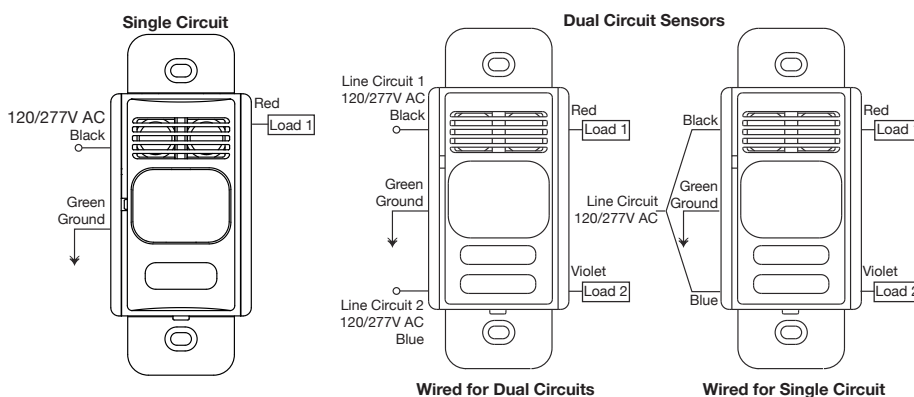 Single Circuit
120/277V AC
Black
Red
Load 1
Green
Ground
Dual Circuit Sensors
Line Circuit 1
120/277V AC
Black
Red
Load 1
Green
Ground
Violet
Load 2
Line Circuit 2
120/277V AC
Blue
Wired for Dual Circuits
Black
Red
Load 1
Line Circuit
120/277V AC
Green
Ground
Blue
Violet
Load 2
Wired for Single Circuit